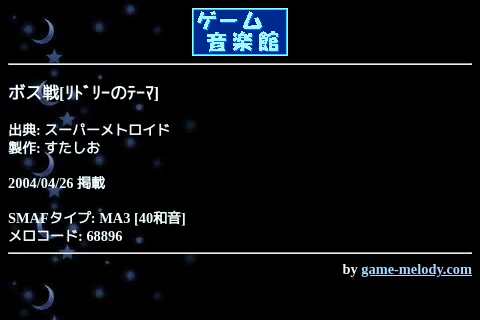 ゲーム
音楽館
ボス戦[ﾘﾄﾞﾘｰのﾃｰﾏ]
出典: スーパーメトロイド
製作: すたしお
2004/04/26 掲載
SMAFタイプ: MA3 [40和音]
メロコード: 68896
by game-melody.com